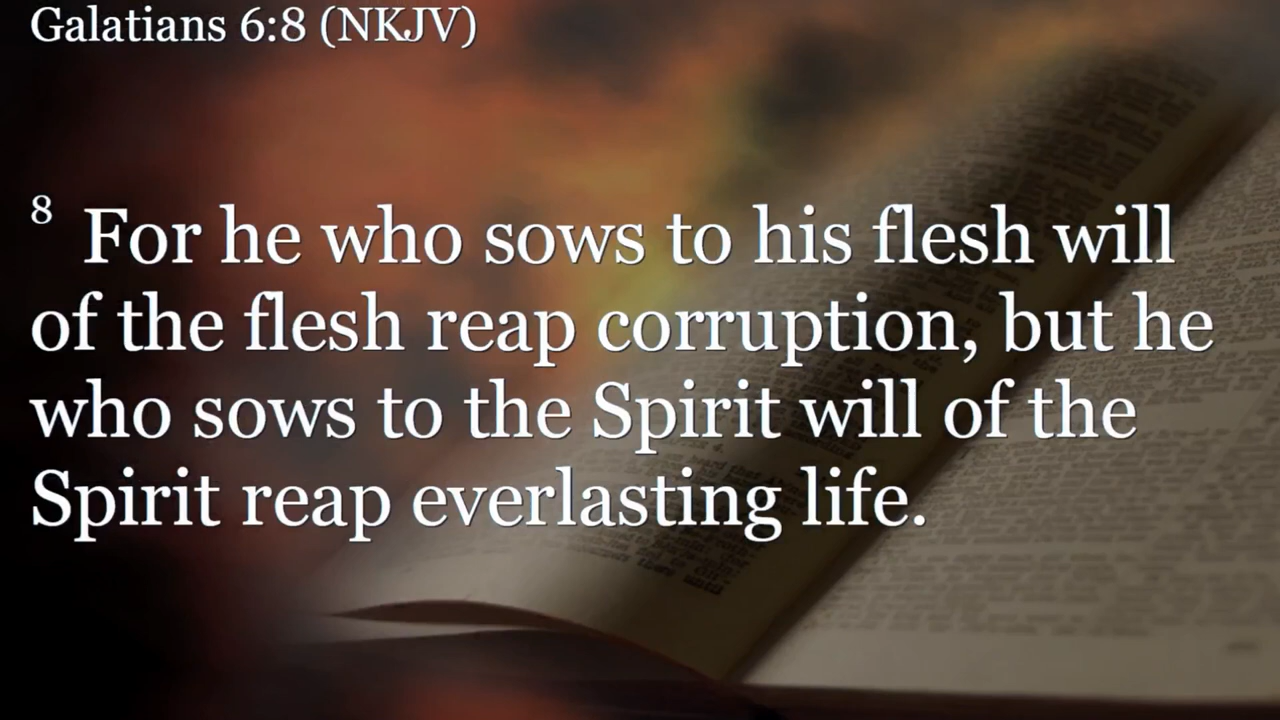 Galatians 6:8 (NKJV)
8 For he who sows to his flesh will
of the flesh reap corruption, but he
who sows to the Spirit will of the
Spirit reap everlasting life.